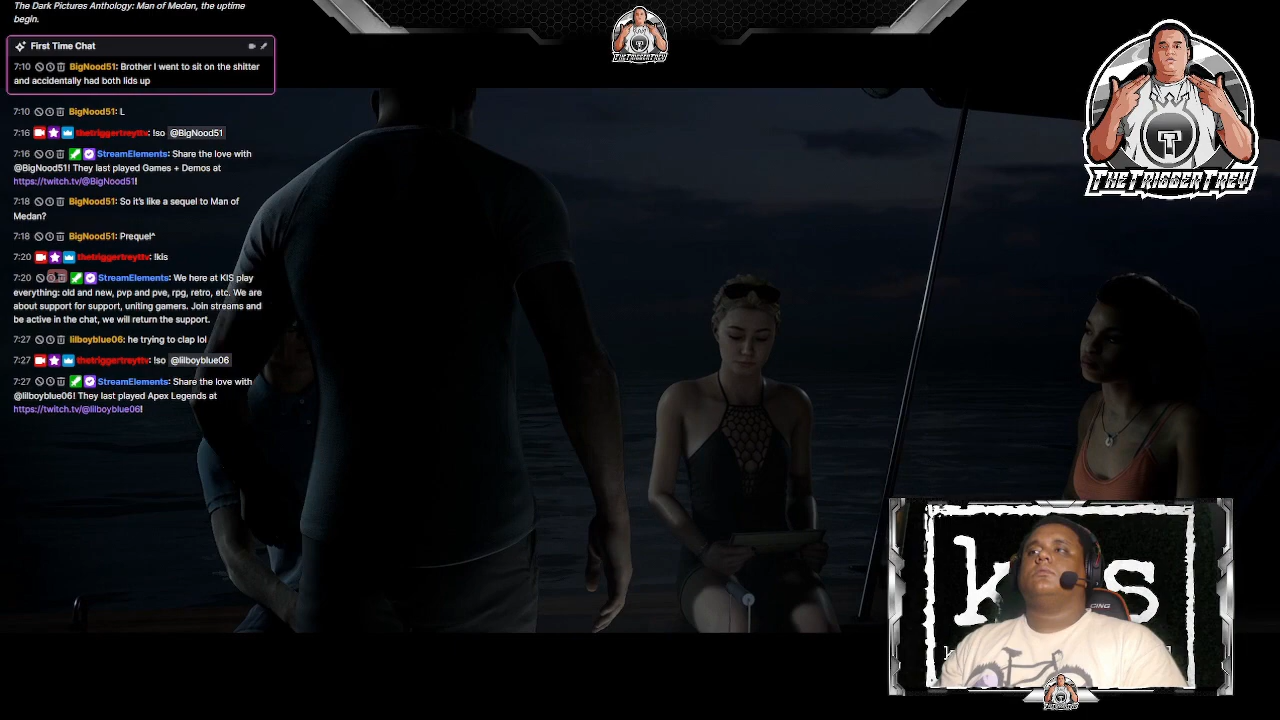 The Dark Pictures Anthology: Man of Medan, the uptime
begin.
First Time Chat
7:10 BigNood51: Brother I went to sit on the shitter
and accidentally had both lids up
7:10 BigNood51: L
7:16 thetriggertreyttv: !so @BigNood51
7:16 StreamElements: Share the love with
@BigNood51! They last played Games + Demos at
https://twitch.tv/@BigNood51!
7:18 BigNood51: So it's like a sequel to Man of
Medan?
7:18 BigNood51: Prequel^
7:20 thetriggertreyttv: !kis
7:20 StreamElements: We here at KIS play
everything: old and new, pvp and pve, rpg, retro, etc. We are
about support for support, uniting gamers. Join streams and
be active in the chat, we will return the support.
7:27 lilboyblue06: he trying to clap lol
7:27 thetriggertreyttv: !so @lilboyblue06
7:27 StreamElements: Share the love with
@lilboyblue06! They last played Apex Legends at
https://twitch.tv/@lilboyblue06!
THETRIGGERTREY
T
THETRIGGERTREY
k s
CING